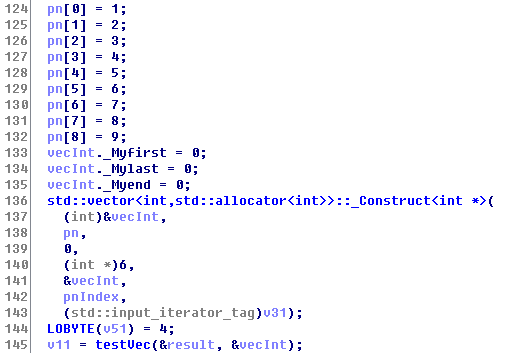 124 pn[0] = 1;
125 pn[1] = 2;
126 pn[2] = 3;
127 pn[3] = 4;
128 pn[4] = 5;
129 pn[5] = 6;
130 pn[6] = 7;
131 pn[7] = 8;
132 pn[8] = 9;
133 vecInt._Myfirst = 0;
134 vecInt._Mylast = 0;
135 vecInt._Myend = 0;
136 std::vector<int,std::allocator<int>>::_Construct<int *>(
137 (int)&vecInt,
138 pn,
139 0,
140 (int *)6,
141 &vecInt,
142 pnIndex,
143 (std::input_iterator_tag)v31);
144 LOBYTE(v51) = 4;
145 v11 = testVec(&result, &vecInt);